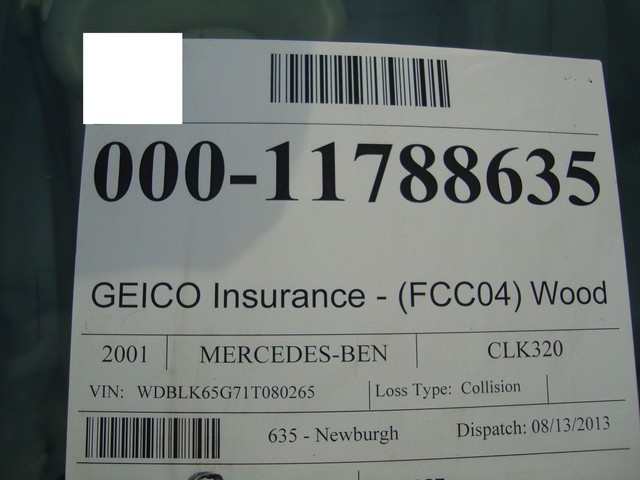 000-11788635
GEICO Insurance - (FCC04) Wood
2001 MERCEDES-BEN CLK320
VIN: WDBLK65G71T080265 Loss Type: Collision
635 - Newburgh Dispatch: 08/13/2013